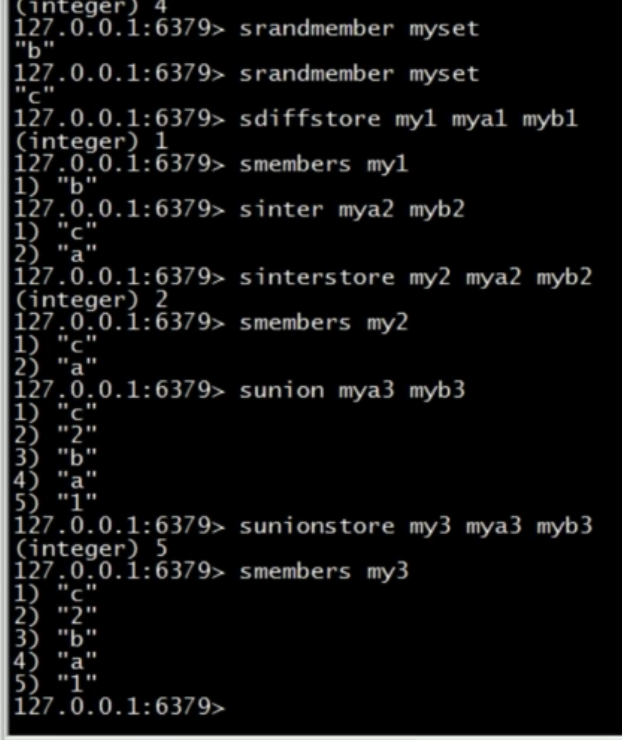 (integer) 4
127.0.0.1:6379> srandmember myset
"b"
127.0.0.1:6379> srandmember myset
"c"
127.0.0.1:6379> sdiffstore my1 mya1 myb1
(integer) 1
127.0.0.1:6379> smembers my1
1) "b"
127.0.0.1:6379> sinter mya2 myb2
1) "c"
2) "a"
127.0.0.1:6379> sinterstore my2 mya2 myb2
(integer) 2
127.0.0.1:6379> smembers my2
1) "c"
2) "a"
127.0.0.1:6379> sunion mya3 myb3
1) "c"
2) "2"
3) "b"
4) "a"
5) "1"
127.0.0.1:6379> sunionstore my3 mya3 myb3
(integer) 5
127.0.0.1:6379> smembers my3
1) "c"
2) "2"
3) "b"
4) "a"
5) "1"
127.0.0.1:6379>